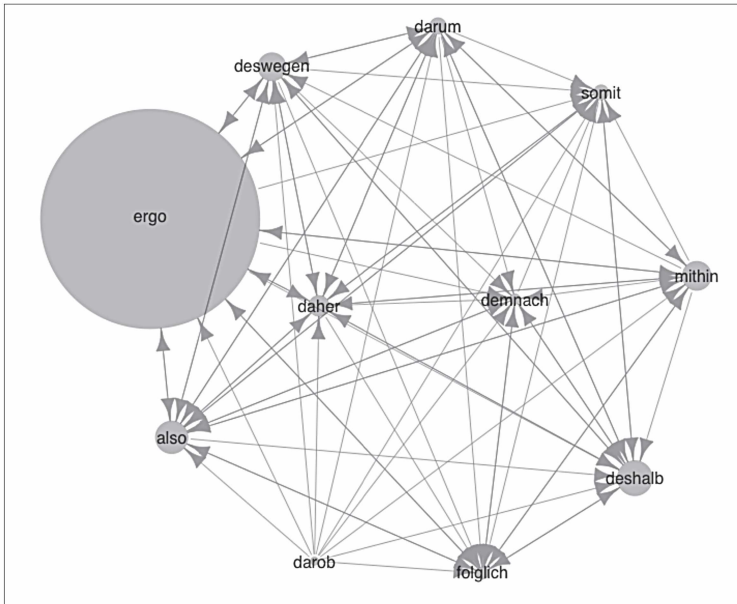 darum
deswegen
somit
ergo
mithin
daher
demnach
also
deshalb
darob
folglich